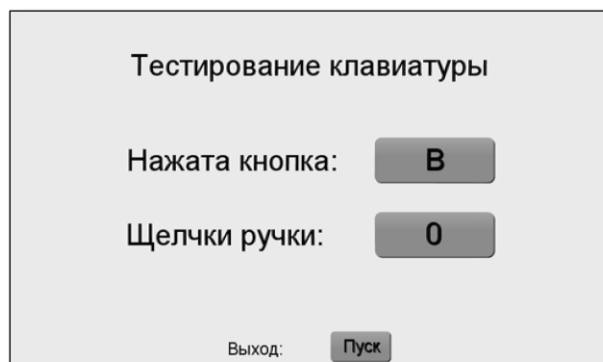 Тестирование клавиатуры
Нажата кнопка: В
Щелчки ручки: 0
Выход: Пуск